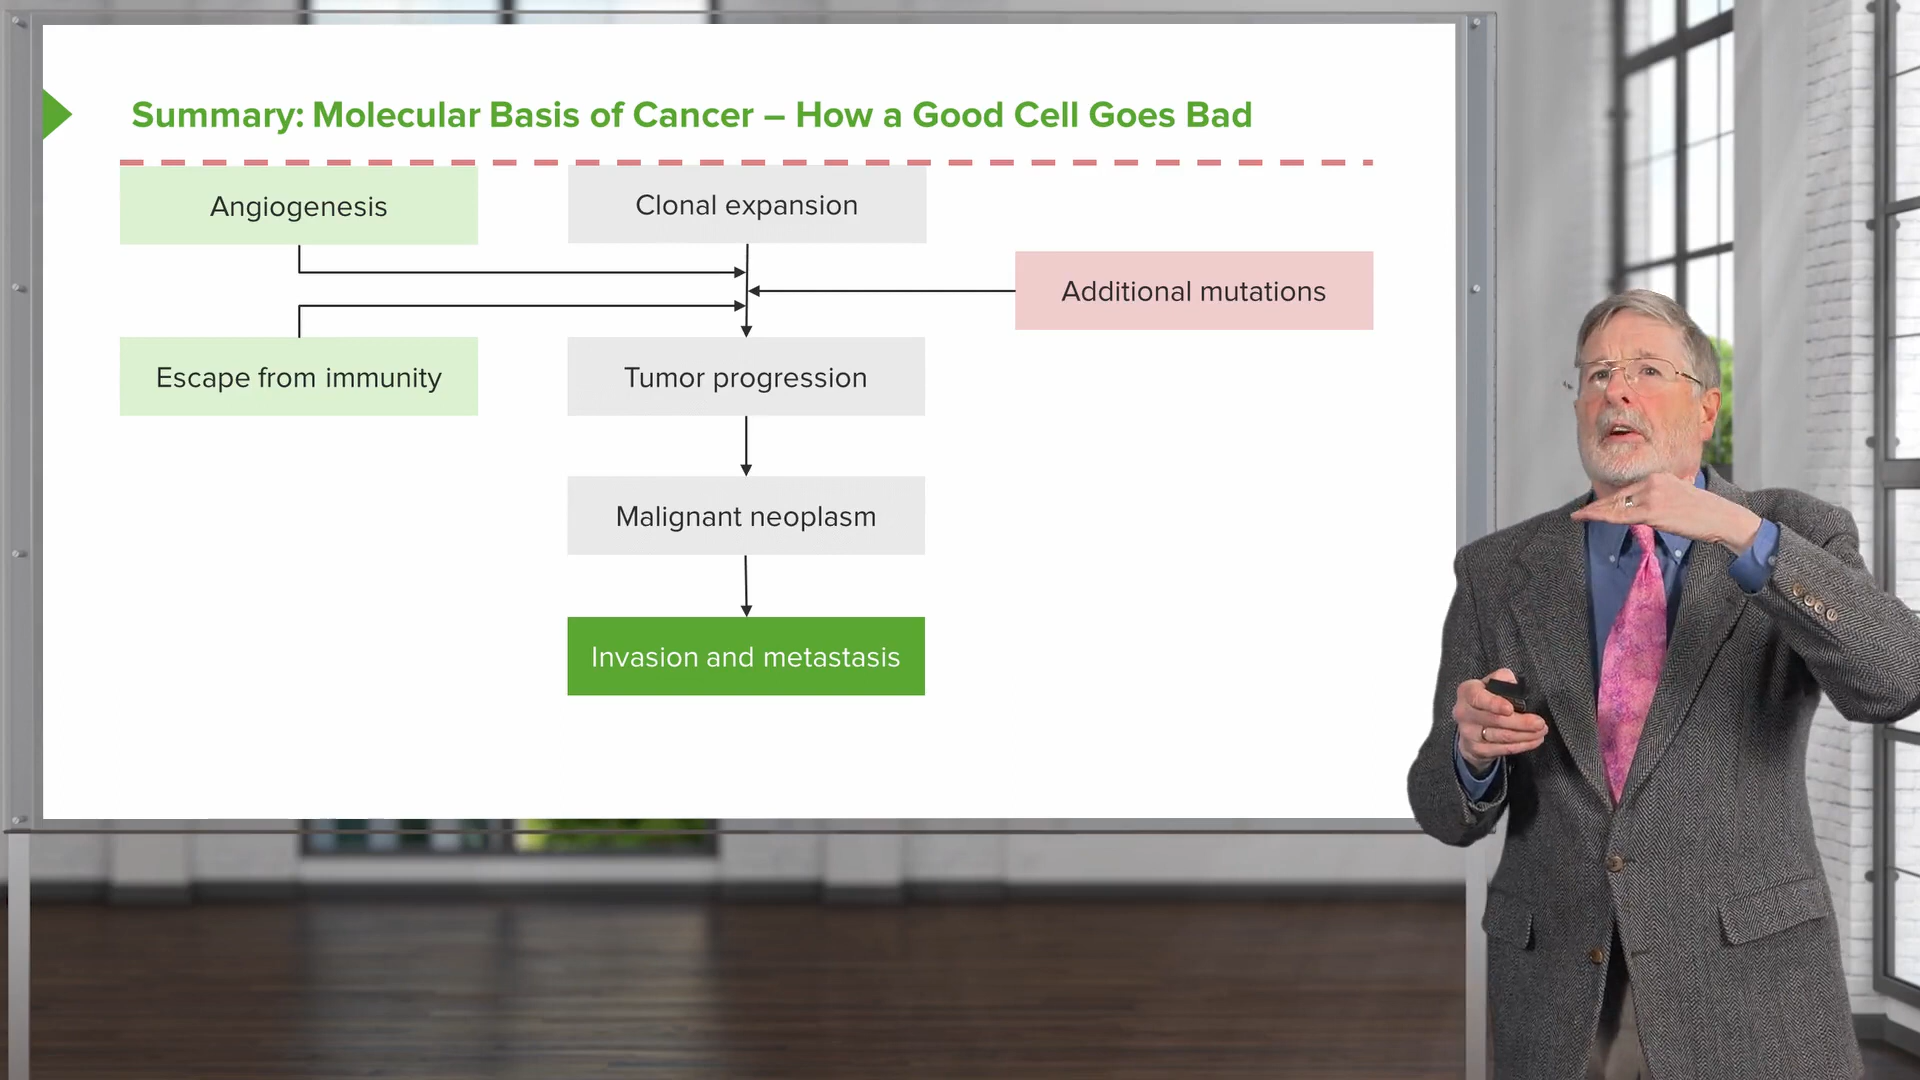 Summary: Molecular Basis of Cancer – How a Good Cell Goes Bad
Angiogenesis
Clonal expansion
Additional mutations
Escape from immunity
Tumor progression
Malignant neoplasm
Invasion and metastasis